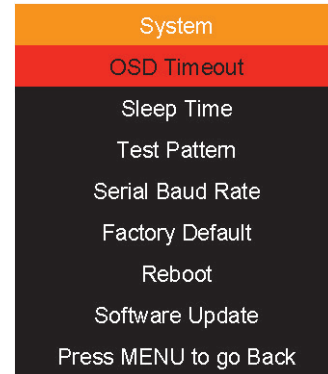 System
OSD Timeout
Sleep Time
Test Pattern
Serial Baud Rate
Factory Default
Reboot
Software Update
Press MENU to go Back